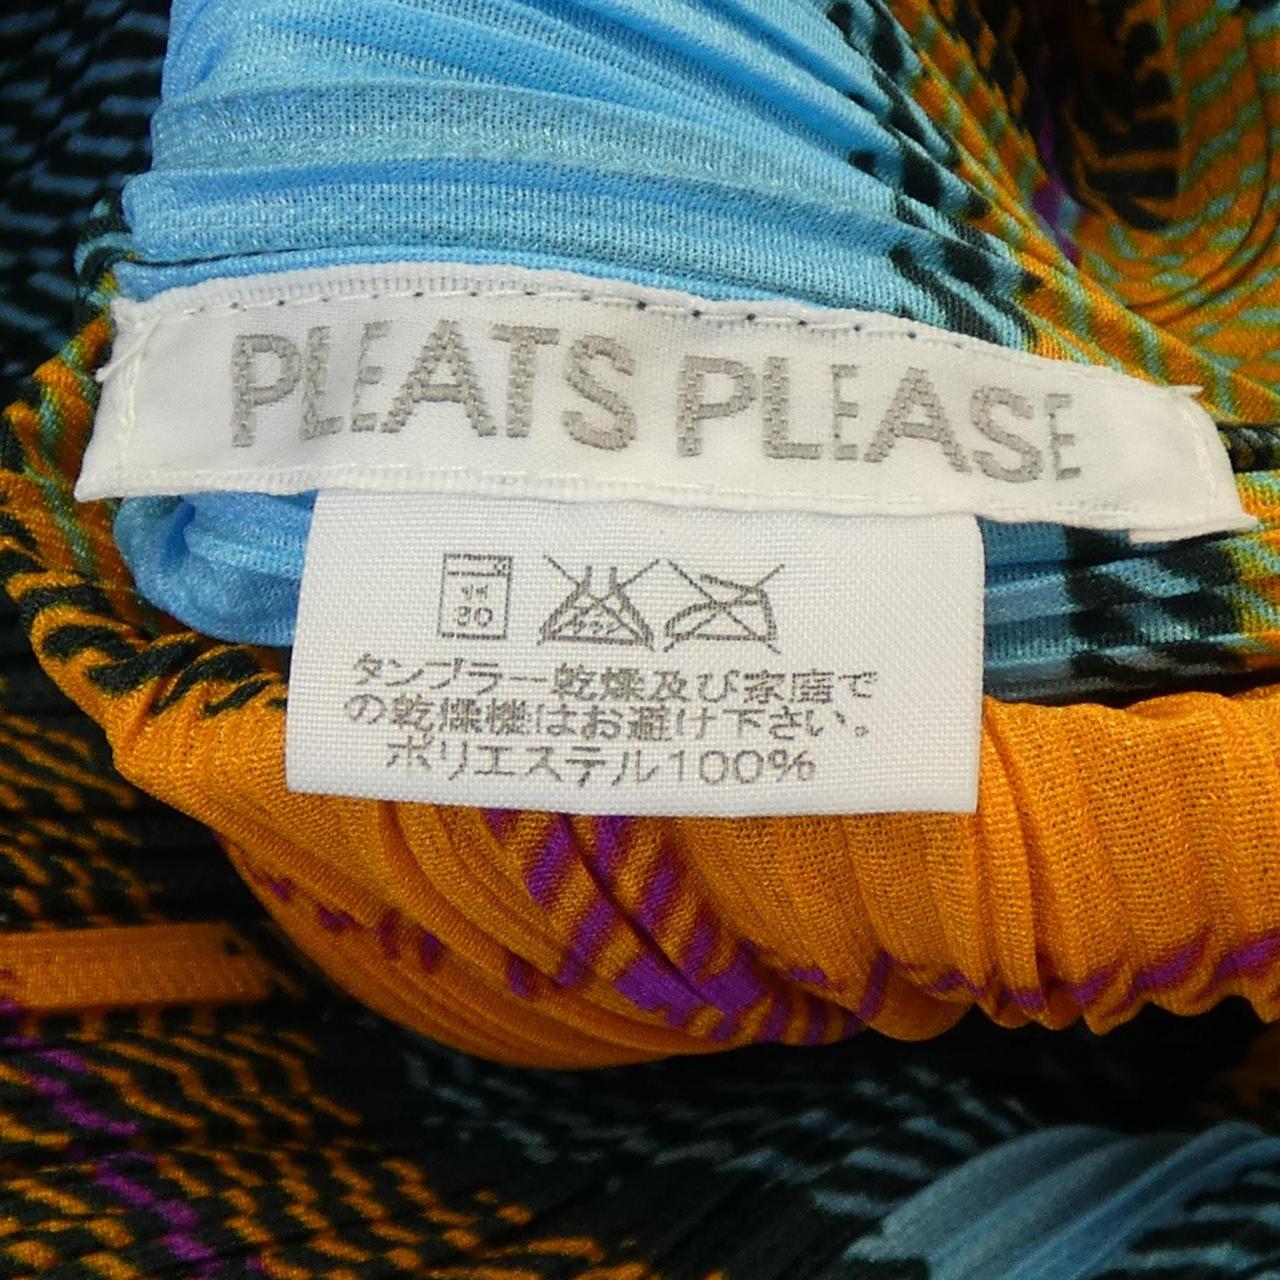 PLEATS PLEASE
タンブラー乾燥及び家庭で
の乾燥機はお避け下さい。
ポリエステル100%